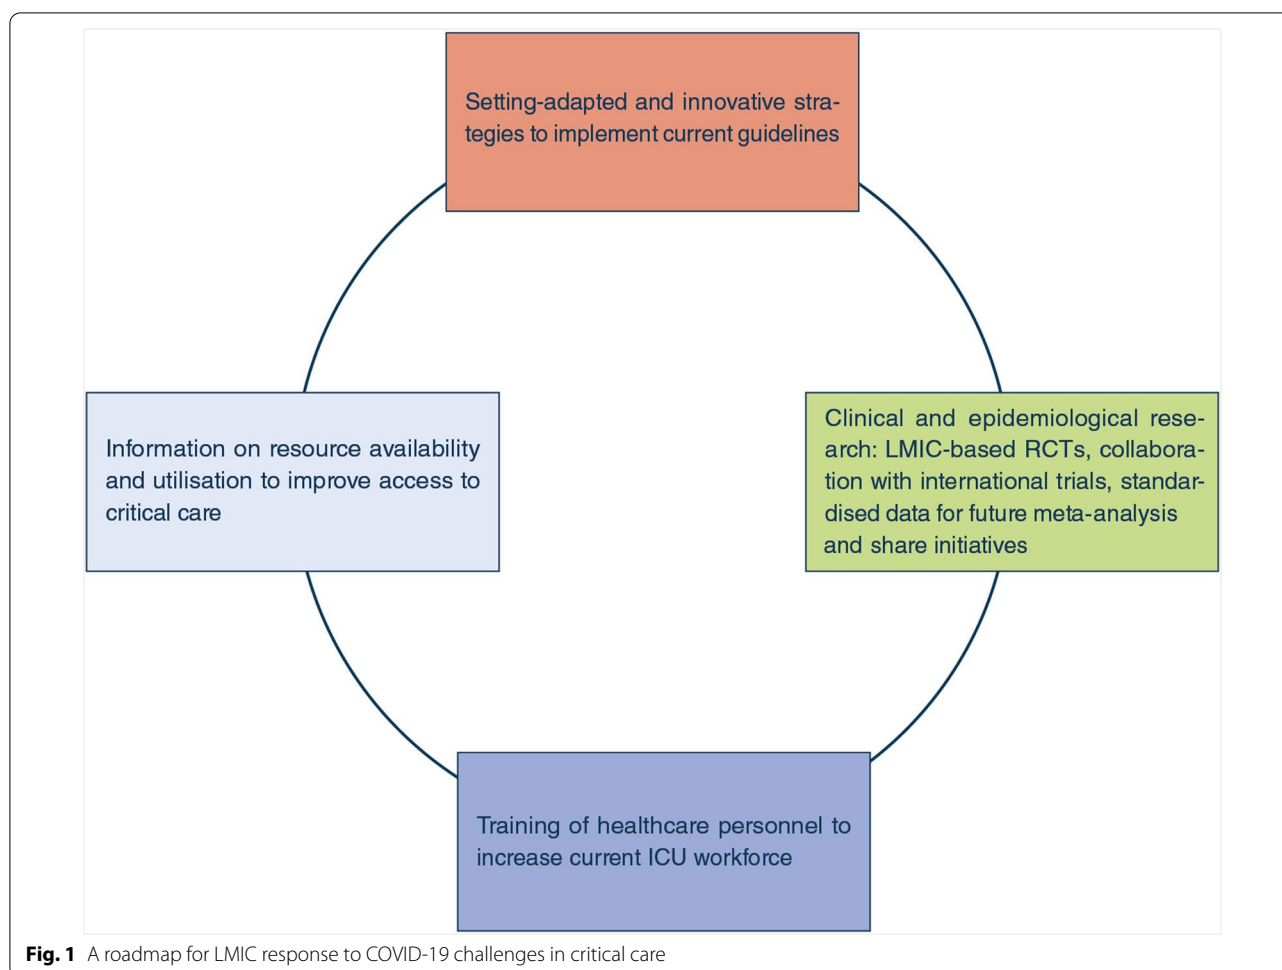 Setting-adapted and innovative stra-
tegies to implement current guidelines
Information on resource availability
and utilisation to improve access to
critical care
Clinical and epidemiological rese-
arch: LMIC-based RCTs, collabora-
tion with international trials, standar-
dised data for future meta-analysis
and share initiatives
Training of healthcare personnel to
increase current ICU workforce
Fig. 1 A roadmap for LMIC response to COVID-19 challenges in critical care